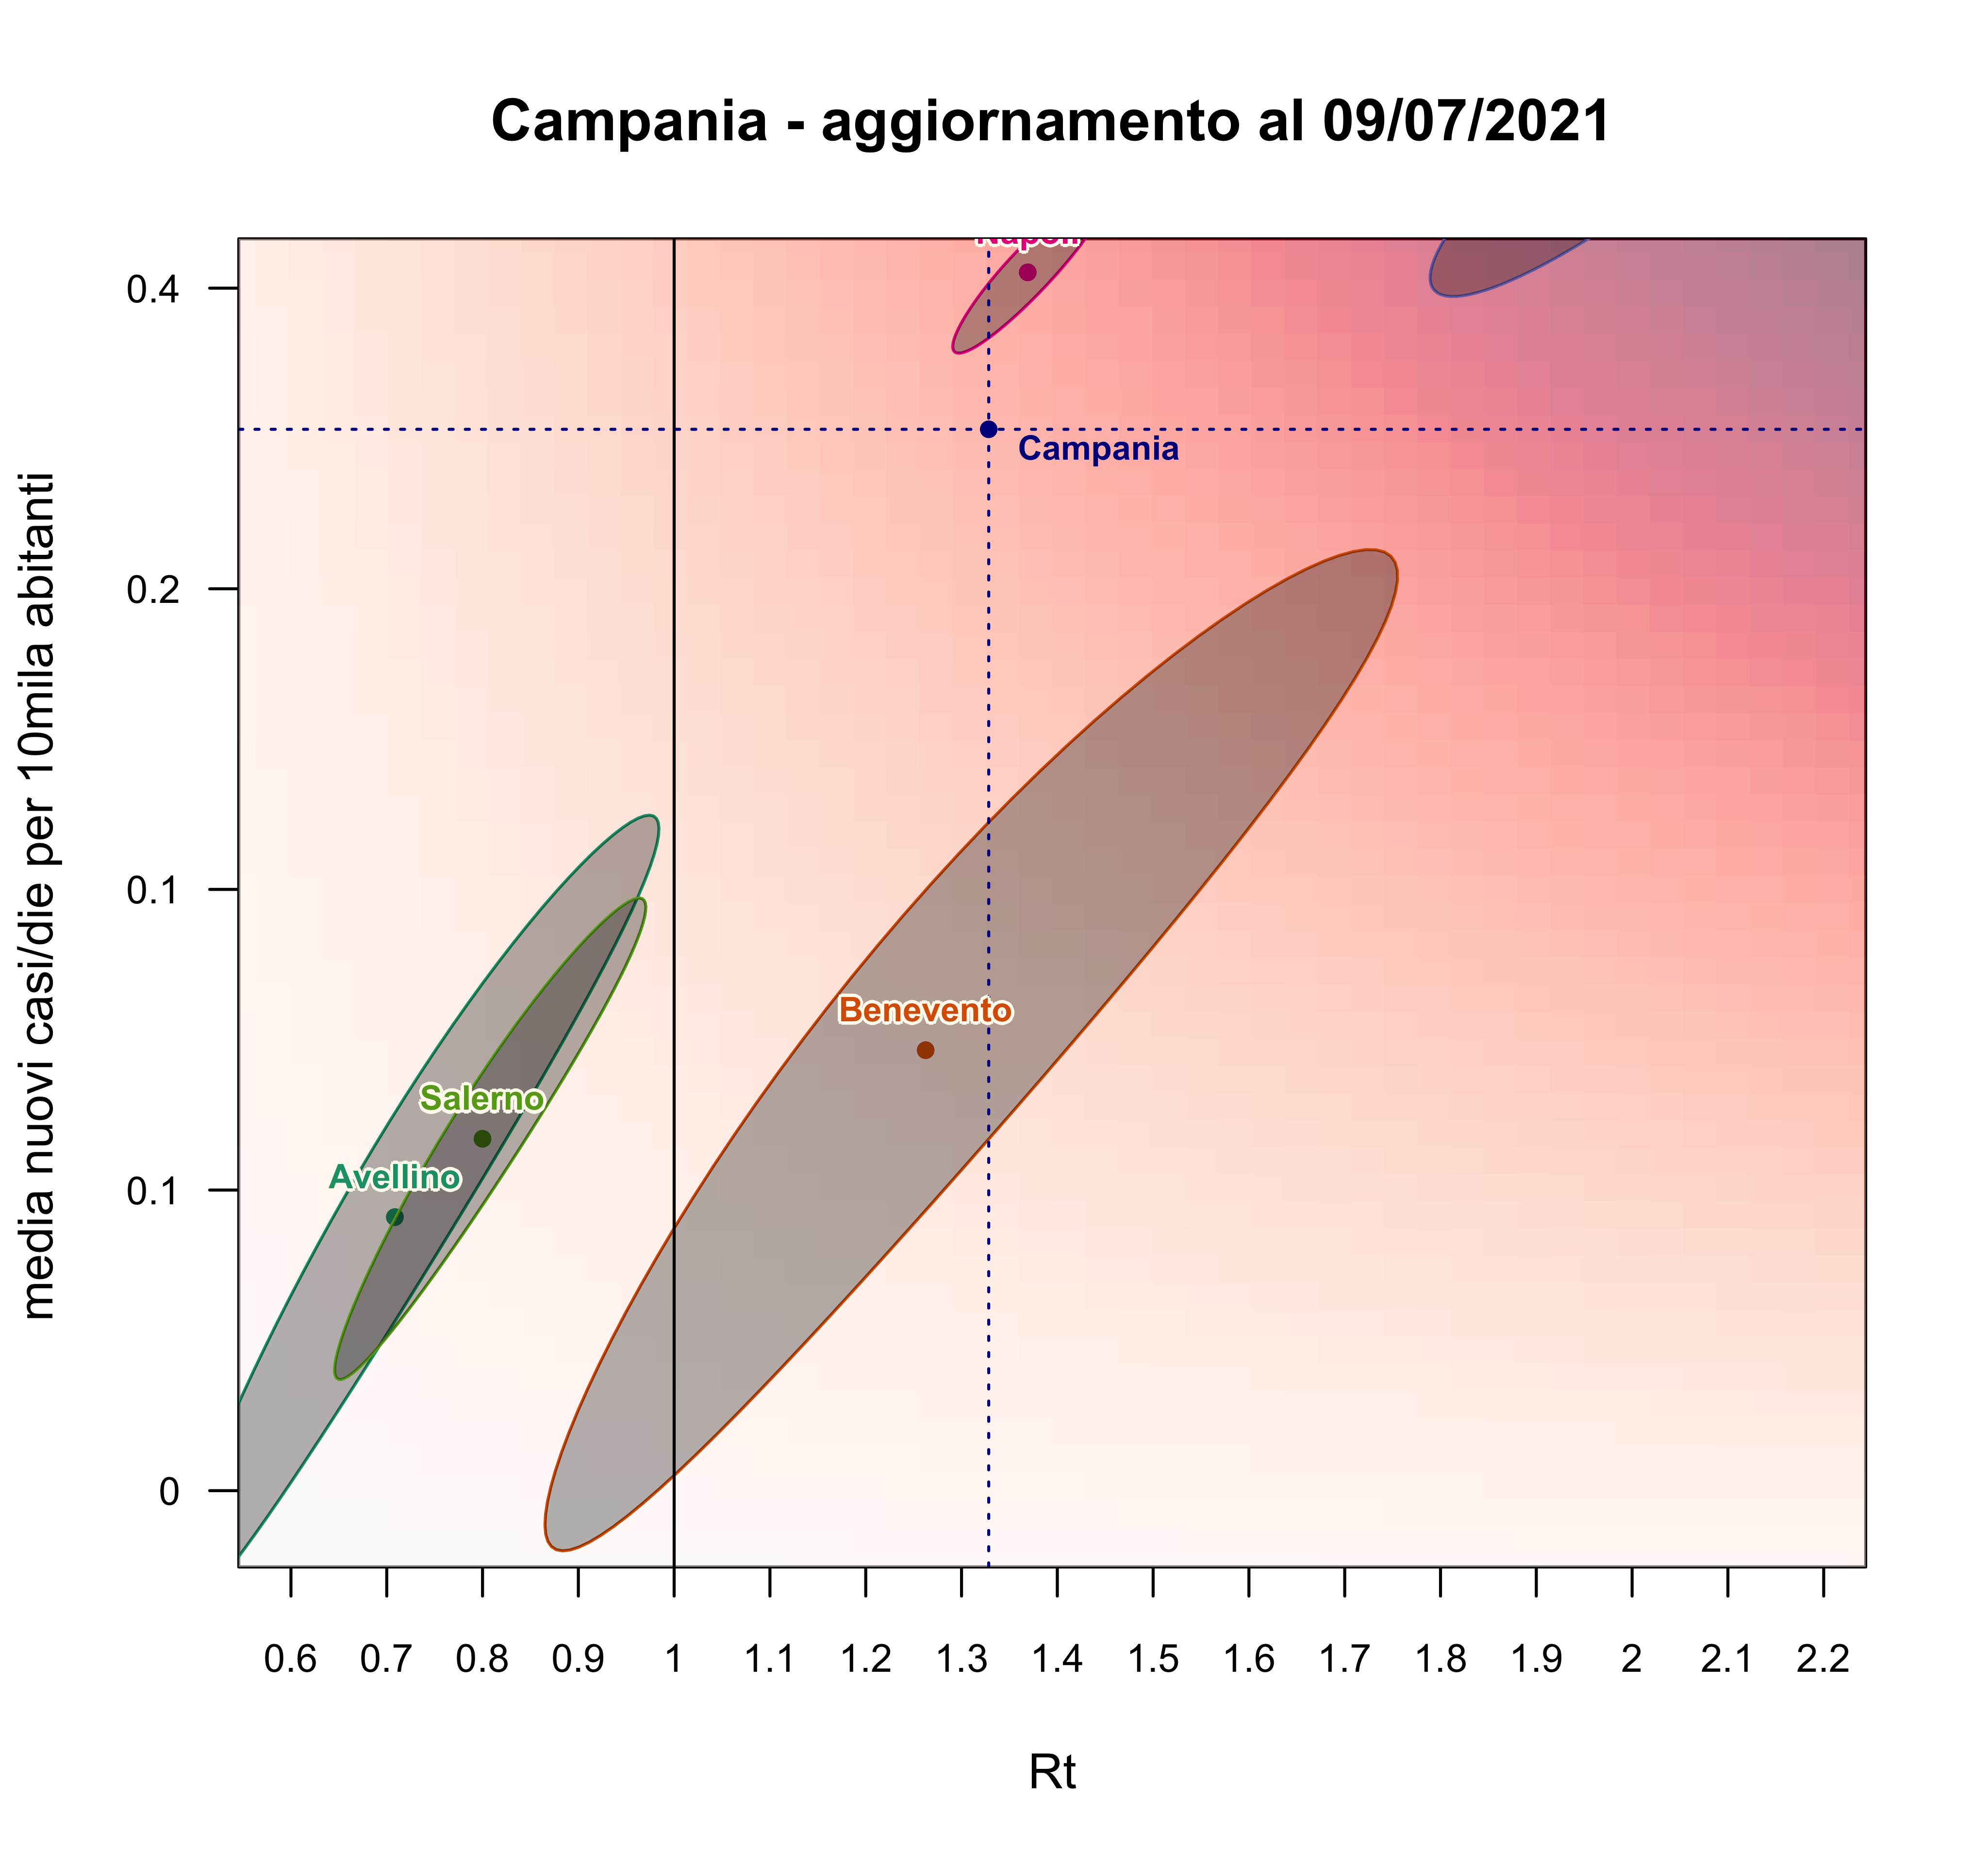 Campania - aggiornamento al 09/07/2021
media nuovi casi/die per 10mila abitanti
0.4
0.2
0.1
0.1
0
Napoli
Campania
Benevento
Salerno
Avellino
0.6 0.7 0.8 0.9 1 1.1 1.2 1.3 1.4 1.5 1.6 1.7 1.8 1.9 2 2.1 2.2
Rt